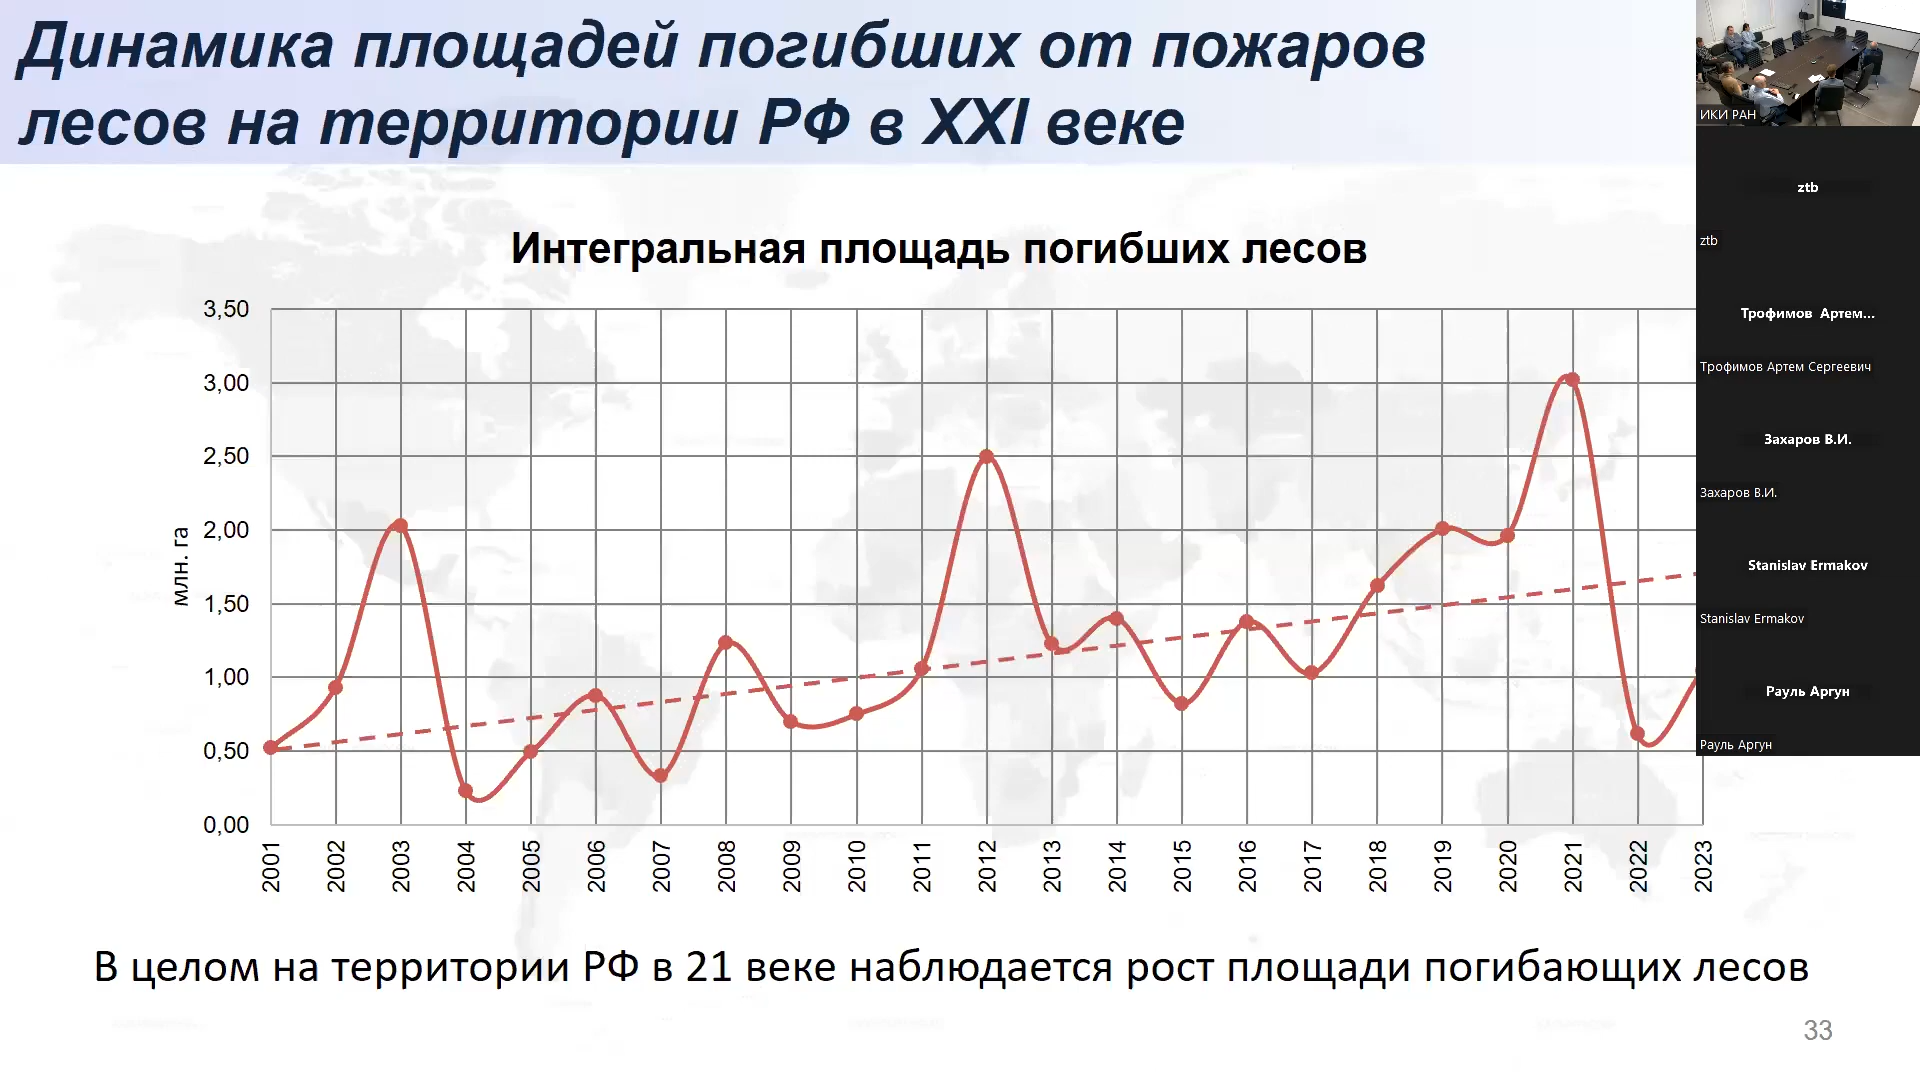 Динамика площадей погибших от пожаров
лесов на территории РФ в XXI веке
Интегральная площадь погибших лесов
млн. га
3,50
3,00
2,50
2,00
1,50
1,00
0,50
0,00
2001
2002
2003
2004
2005
2006
2007
2008
2009
2010
2011
2012
2013
2014
2015
2016
2017
2018
2019
2020
2021
2022
2023
В целом на территории РФ в 21 веке наблюдается рост площади погибающих лесов
33
ИКИ РАН
ztb
ztb
Трофимов Артем...
Трофимов Артем Сергеевич
Захаров В.И.
Захаров В.И.
Stanislav Ermakov
Stanislav Ermakov
Рауль Аргун
Рауль Аргун